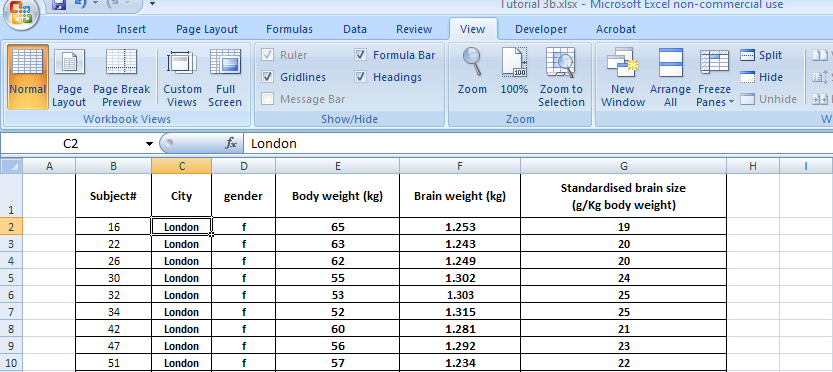 Tutorial 3b.xlsx - Microsoft Excel non-commercial use
Home Insert Page Layout Formulas Data Review View Developer Acrobat
Normal Page Layout Page Break Preview Custom Views Full Screen
Workbook Views
Ruler Formula Bar
Gridlines Headings
Message Bar
Show/Hide
Zoom 100% Zoom to Selection
100
Zoom
New Window Arrange All Freeze Panes
Split
Hide
Unhide
C2 fx London
A B C D E F G H I
1 Subject# City gender Body weight (kg) Brain weight (kg) Standardised brain size
(g/Kg body weight)
2 16 London f 65 1.253 19
3 22 London f 63 1.243 20
4 26 London f 62 1.249 20
5 30 London f 55 1.302 24
6 32 London f 53 1.303 25
7 34 London f 52 1.315 25
8 42 London f 60 1.281 21
9 47 London f 56 1.292 23
10 51 London f 57 1.234 22